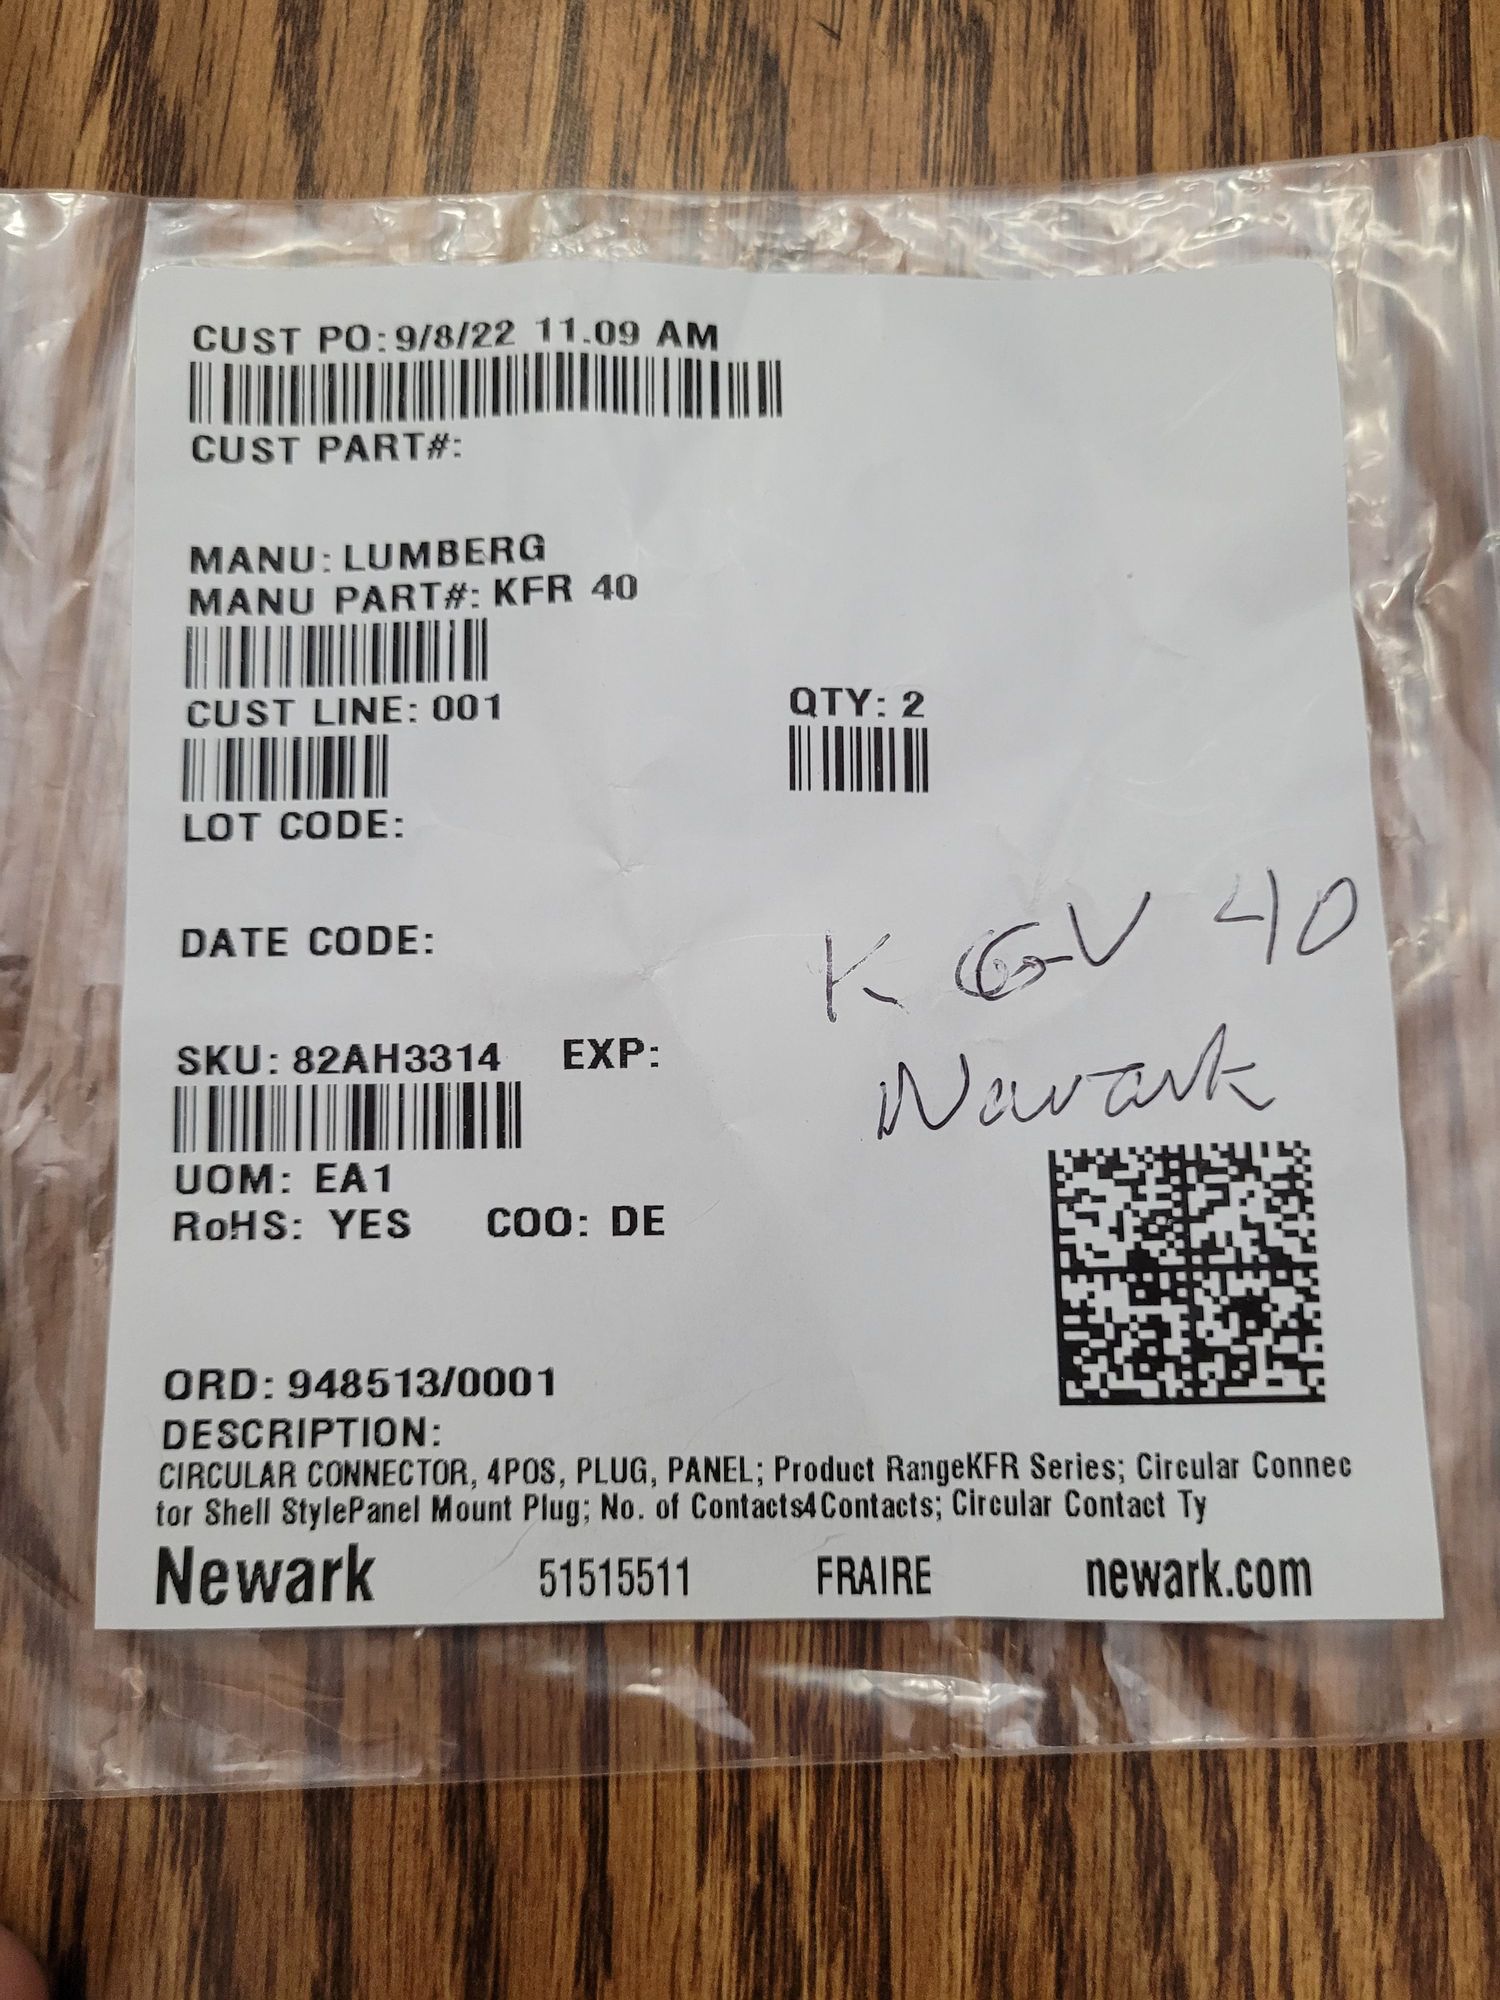 CUST PO: 9/8/22 11.09 AM
CUST PART#:
MANU: LUMBERG
MANU PART#: KFR 40
CUST LINE: 001
QTY: 2
LOT CODE:
DATE CODE:
K GV 40
Newark
SKU: 82AH3314 EXP:
UOM: EA1
RoHS: YES COO: DE
ORD: 948513/0001
DESCRIPTION:
CIRCULAR CONNECTOR, 4POS, PLUG, PANEL; Product RangeKFR Series; Circular Connec
tor Shell StylePanel Mount Plug; No. of Contacts4Contacts; Circular Contact Ty
Newark 51515511 FRAIRE newark.com